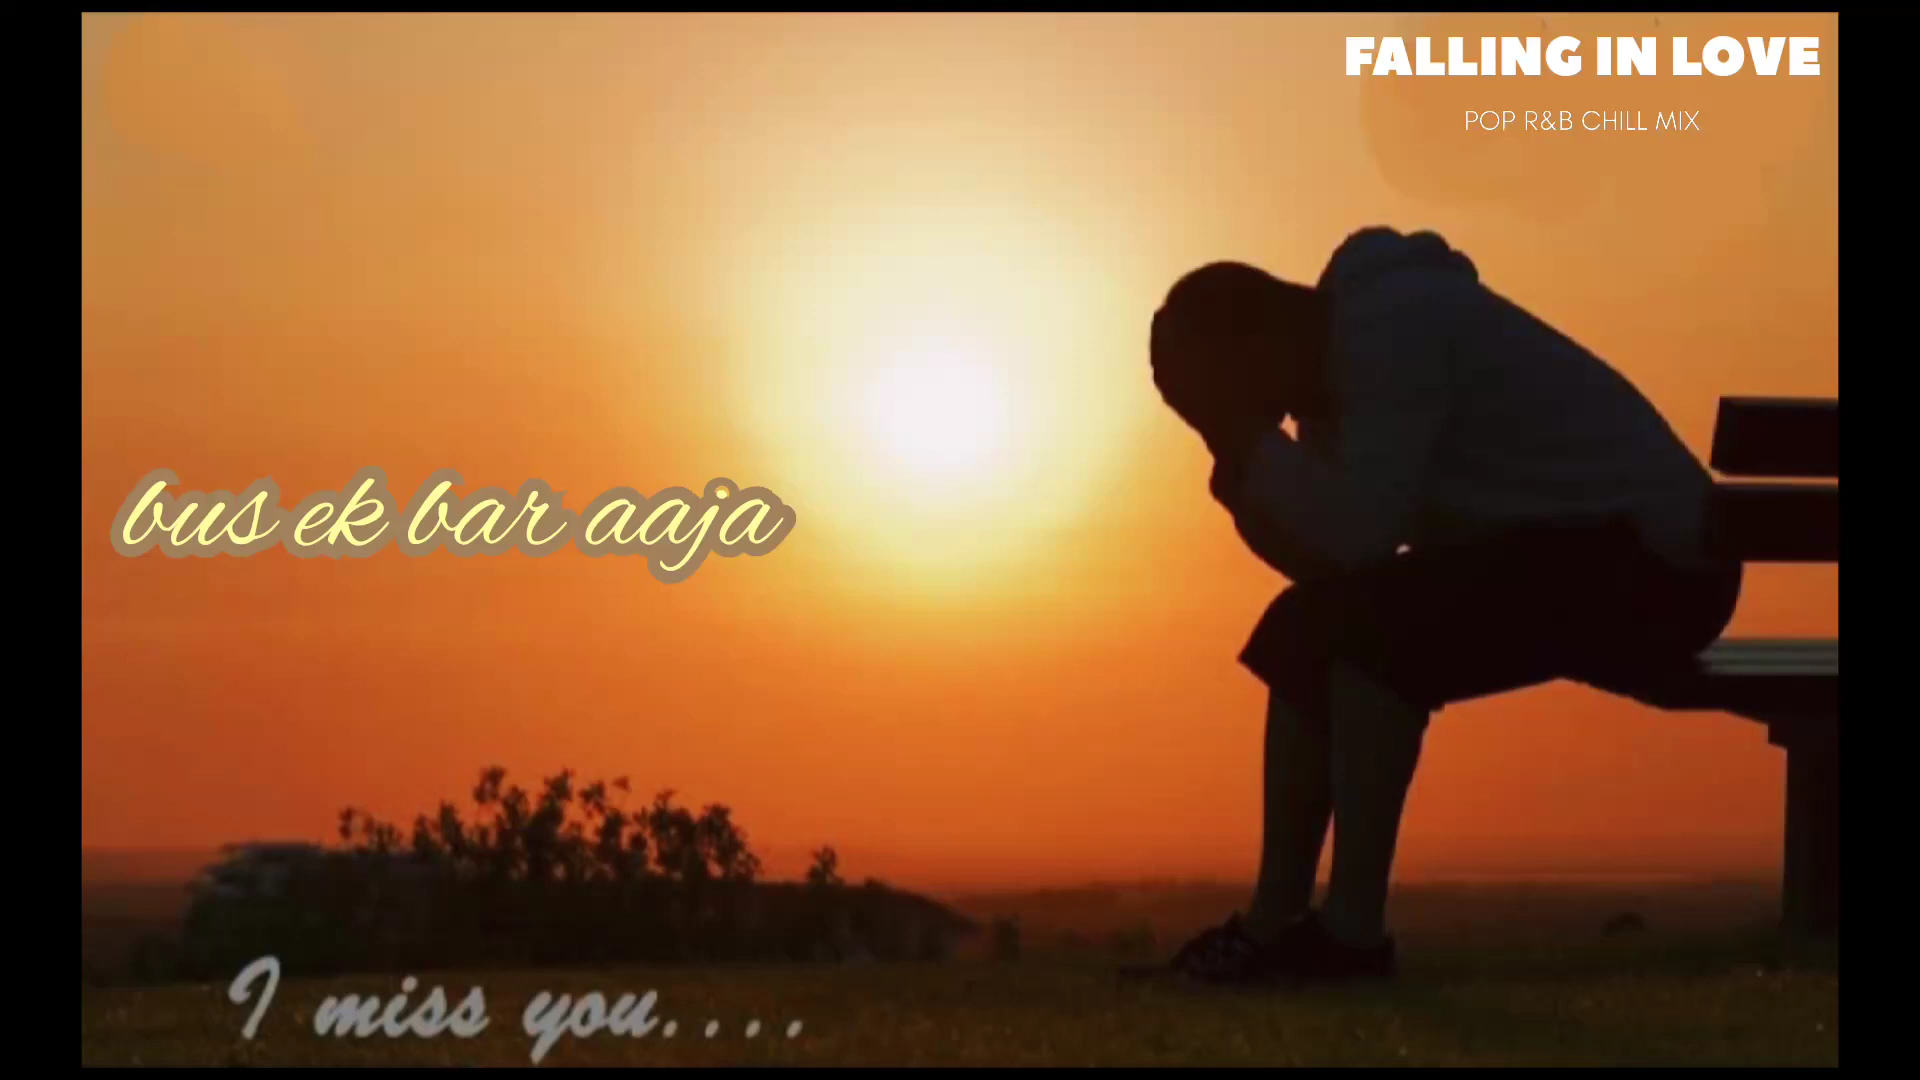 FALLING IN LOVE
POP R&B CHILL MIX
bus ek bar aaja
I miss you....